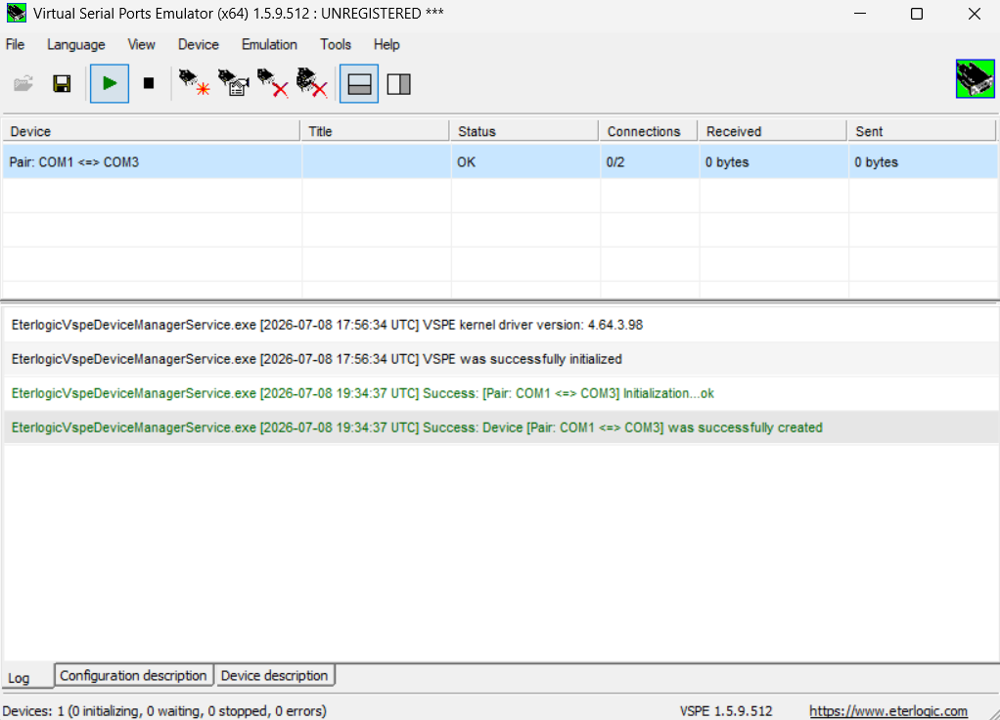 Virtual Serial Ports Emulator (x64) 1.5.9.512 : UNREGISTERED ***
File Language View Device Emulation Tools Help
Device Title Status Connections Received Sent
Pair: COM1 <=> COM3 OK 0/2 0 bytes 0 bytes
EterlogicVspeDeviceManagerService.exe [2026-07-08 17:56:34 UTC] VSPE kernel driver version: 4.64.3.98
EterlogicVspeDeviceManagerService.exe [2026-07-08 17:56:34 UTC] VSPE was successfully initialized
EterlogicVspeDeviceManagerService.exe [2026-07-08 19:34:37 UTC] Success: [Pair: COM1 <=> COM3] Initialization...ok
EterlogicVspeDeviceManagerService.exe [2026-07-08 19:34:37 UTC] Success: Device [Pair: COM1 <=> COM3] was successfully created
Log Configuration description Device description
Devices: 1 (0 initializing, 0 waiting, 0 stopped, 0 errors) VSPE 1.5.9.512 https://www.eterlogic.com